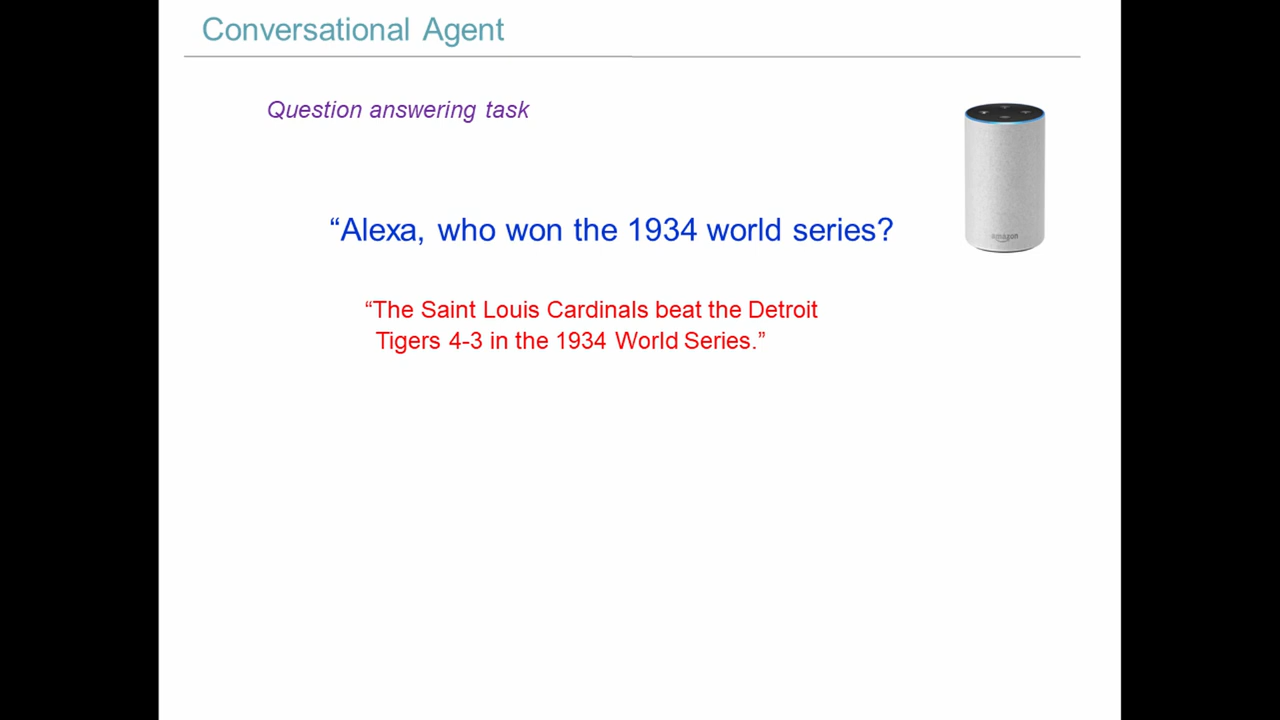 Conversational Agent
Question answering task
“Alexa, who won the 1934 world series?
“The Saint Louis Cardinals beat the Detroit
Tigers 4-3 in the 1934 World Series.”
amazon